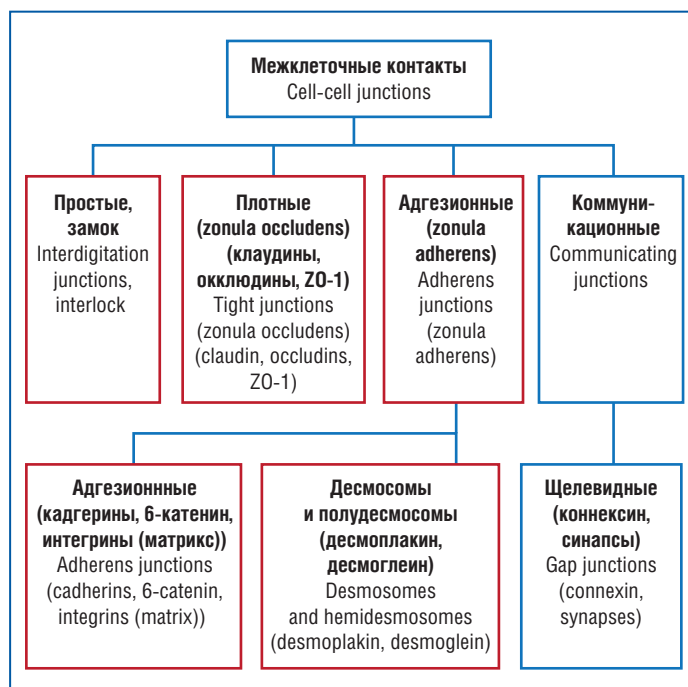 Межклеточные контакты
Cell-cell junctions
Простые,
замок
Interdigitation
junctions,
interlock
Плотные
(zonula occludens)
(клаудины,
окклюдины, ZO-1)
Tight junctions
(zonula occludens)
(claudin, occludins,
ZO-1)
Адгезионные
(zonula
adherens)
Adherens
junctions
(zonula
adherens)
Коммуни-
кационные
Communicating
junctions
Адгезионнные
(кадгерины, 6-катенин,
интегрины (матрикс))
Adherens junctions
(cadherins, 6-catenin,
integrins (matrix))
Десмосомы
и полудесмосомы
(десмоплакин,
десмоглеин)
Desmosomes
and hemidesmosomes
(desmoplakin, desmoglein)
Щелевидные
(коннексин,
синапсы)
Gap junctions
(connexin,
synapses)